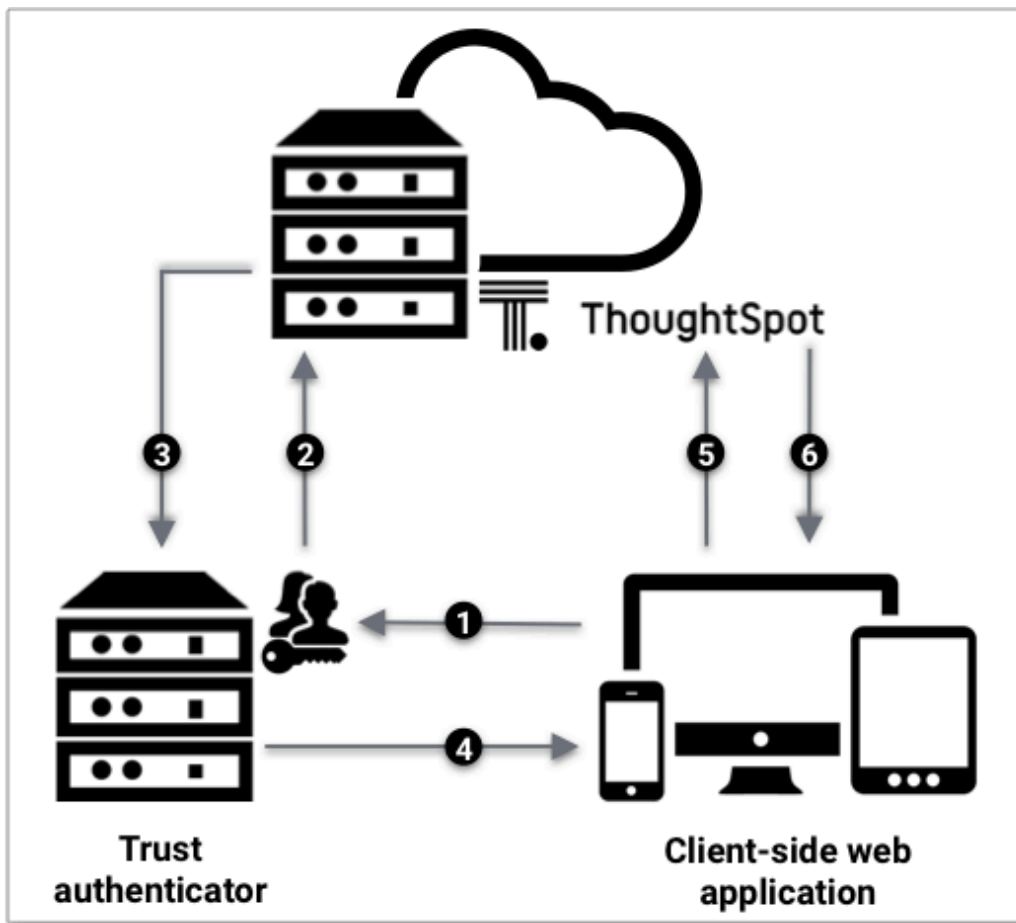 ThoughtSpot
3
2
5
6
1
4
Trust
authenticator
Client-side web
application